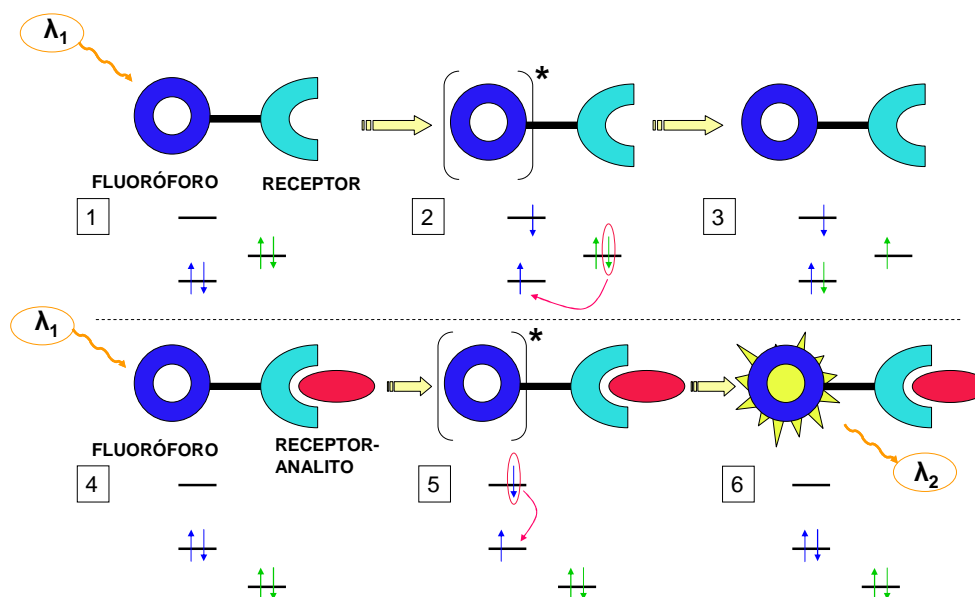 λ1
*
FLUORÓFORO
RECEPTOR
1
2
3
λ1
*
FLUORÓFORO
RECEPTOR-
ANALITO
4
5
6
λ2